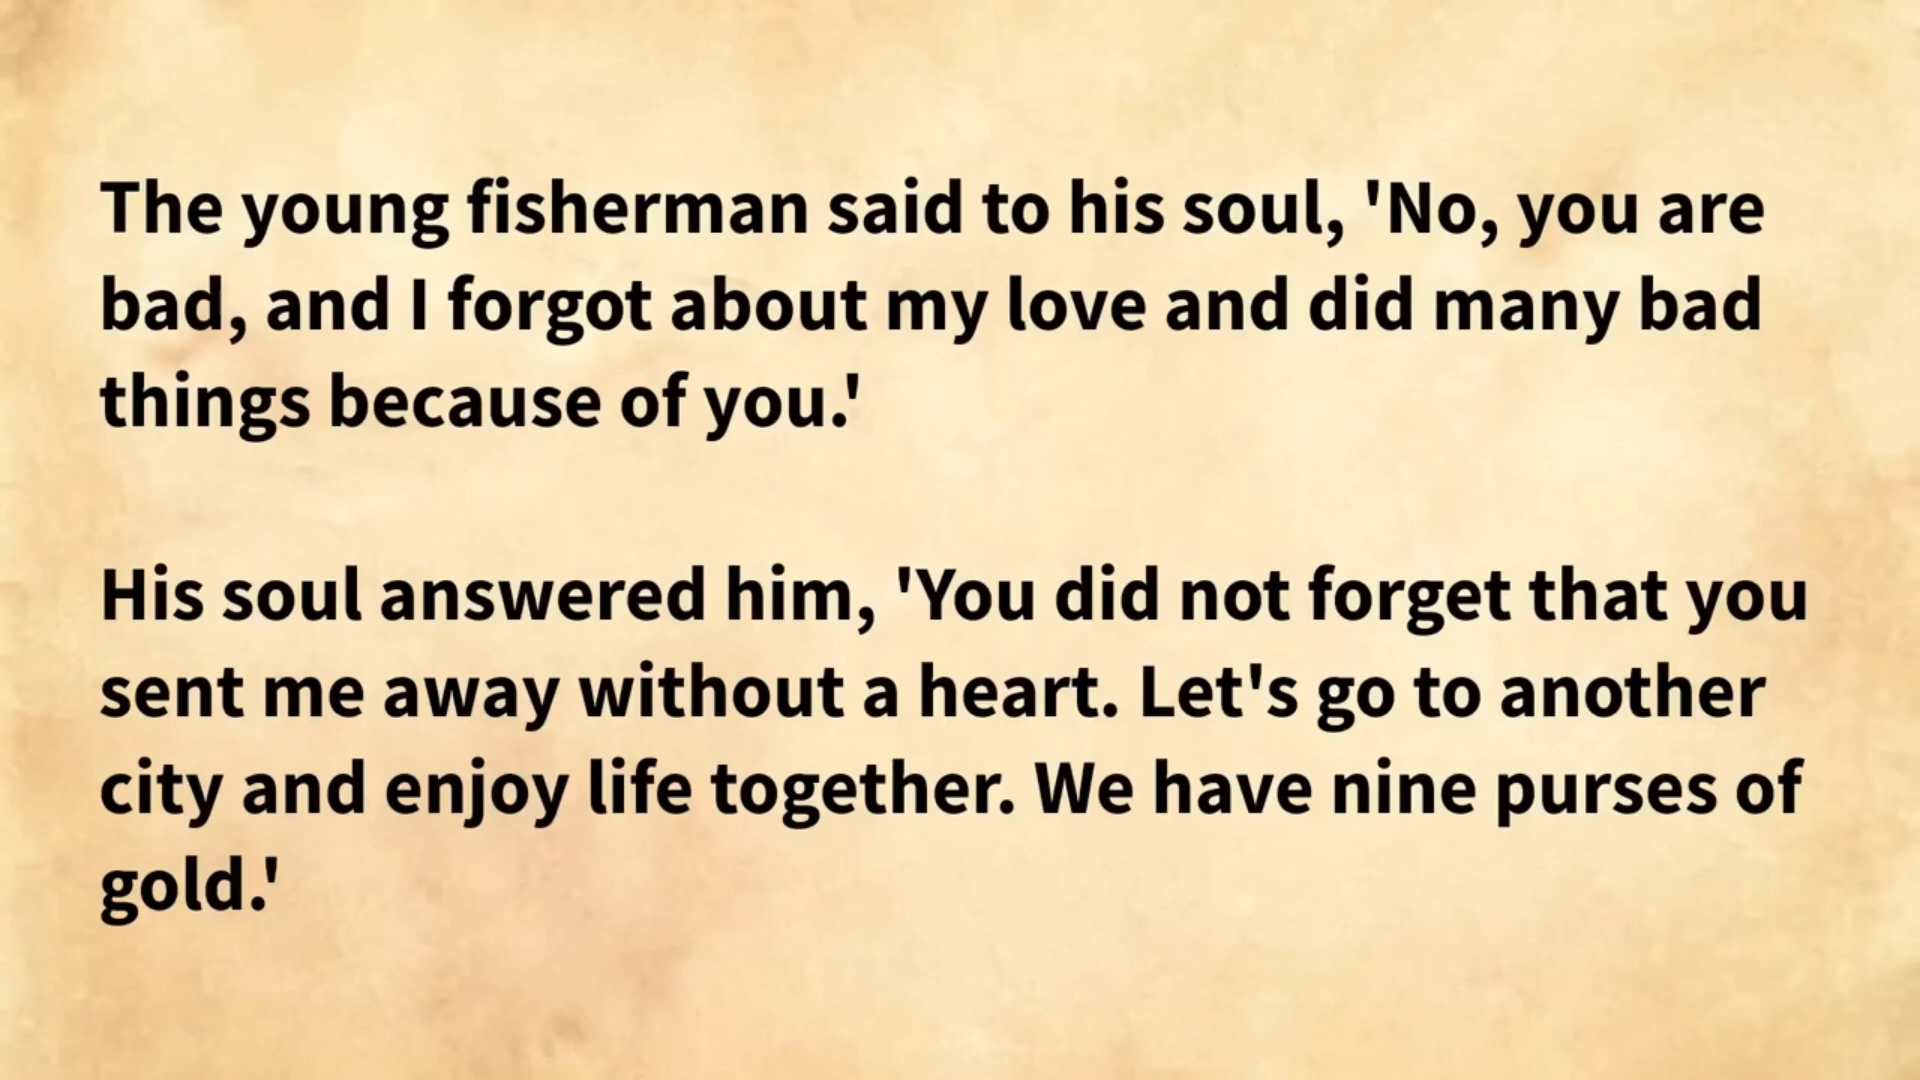 The young fisherman said to his soul, 'No, you are
bad, and I forgot about my love and did many bad
things because of you.'
His soul answered him, 'You did not forget that you
sent me away without a heart. Let's go to another
city and enjoy life together. We have nine purses of
gold.'